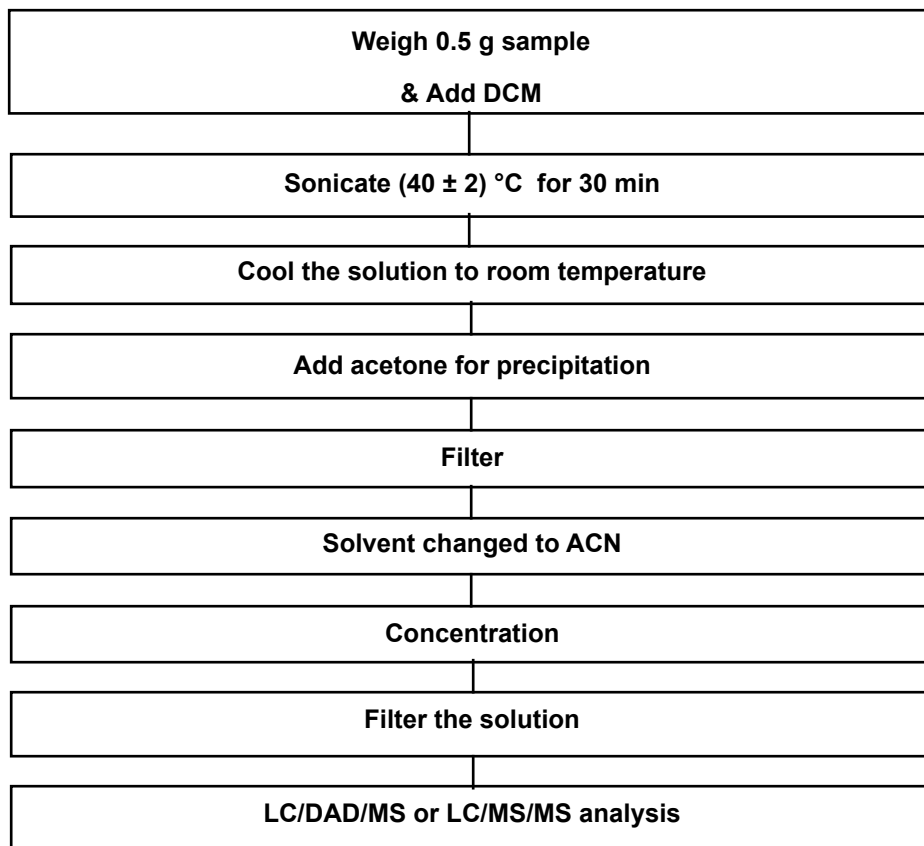 Weigh 0.5 g sample
& Add DCM
Sonicate (40 ± 2) °C for 30 min
Cool the solution to room temperature
Add acetone for precipitation
Filter
Solvent changed to ACN
Concentration
Filter the solution
LC/DAD/MS or LC/MS/MS analysis